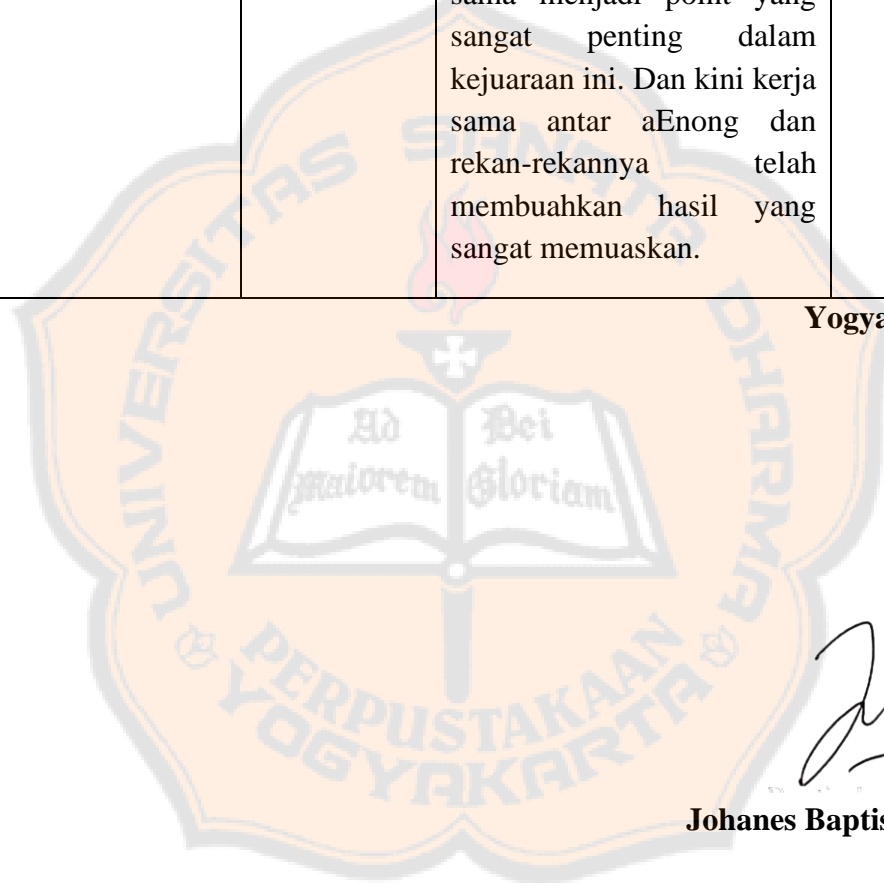 sama menjadi point yang
sangat penting dalam
kejuaraan ini. Dan kini kerja
sama antar aEnong dan
rekan-rekannya telah
membuahkan hasil yang
sangat memuaskan.
Yogya
UNIVERSITAS SANATA DHARMA
Ad Dei
maiorem Gloriam
PERPUSTAKAAN
YOGYAKARTA
Johanes Baptis